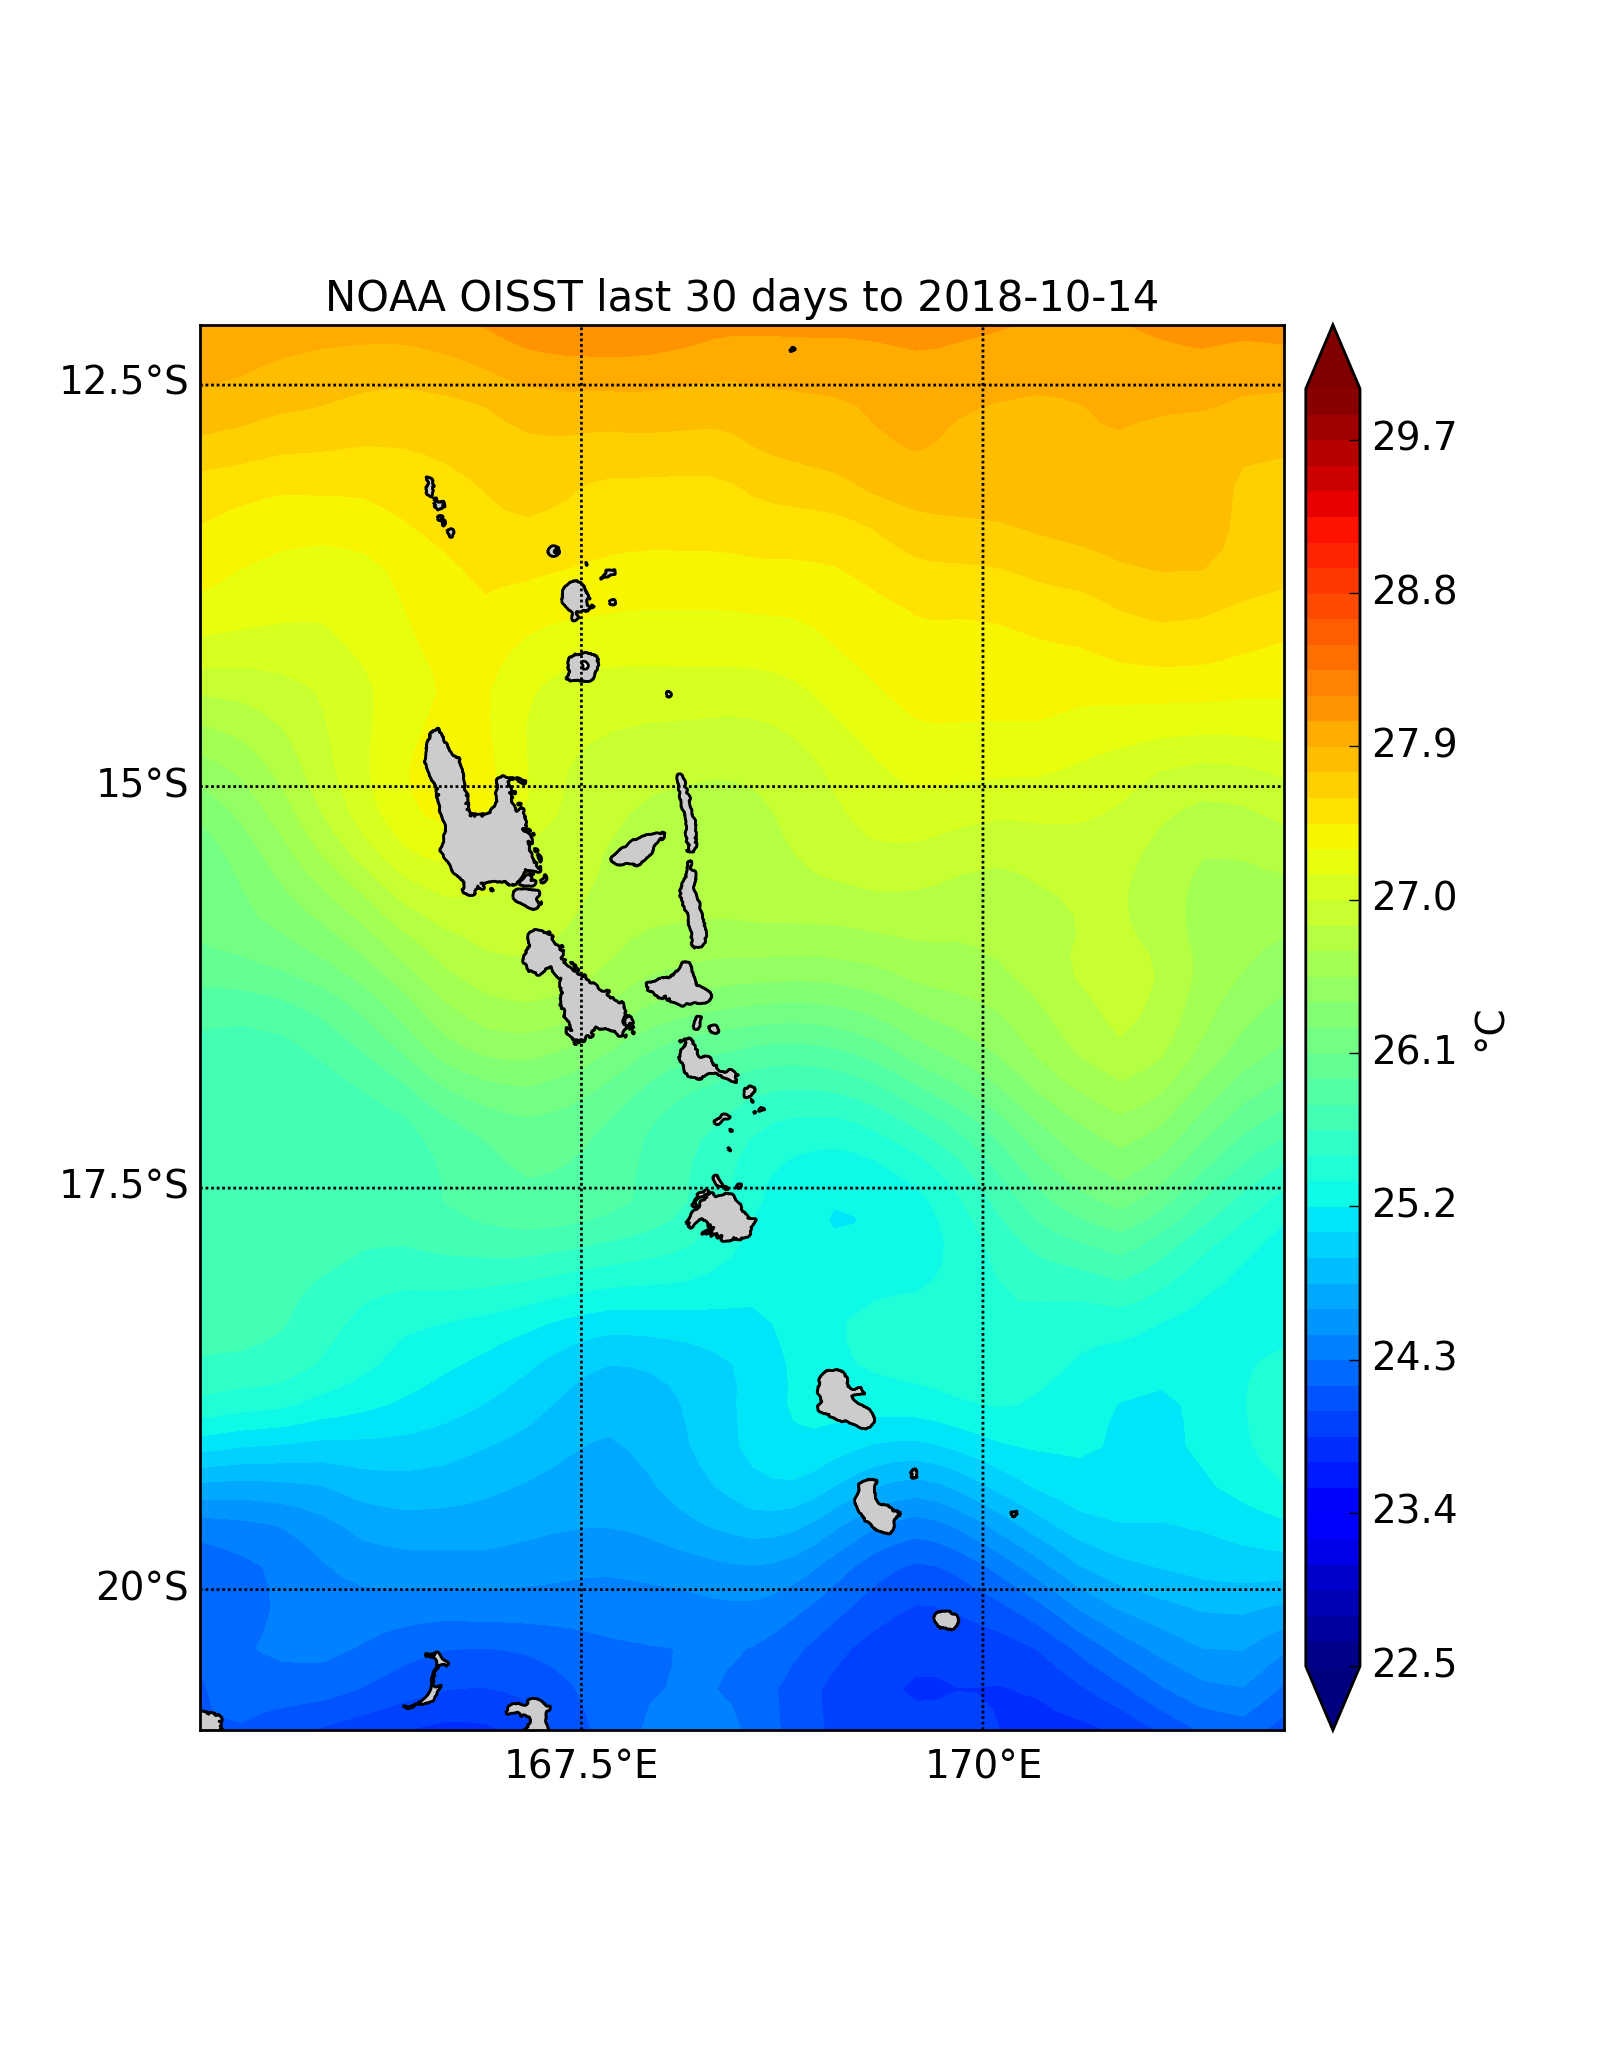 NOAA OISST last 30 days to 2018-10-14
12.5°S
15°S
17.5°S
20°S
167.5°E
170°E
29.7
28.8
27.9
27.0
26.1
25.2
24.3
23.4
22.5
°C